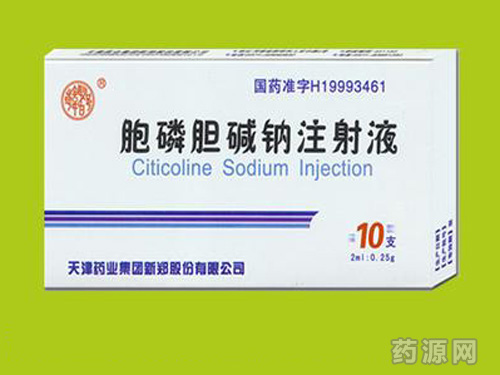 ®
国药准字H19993461
胞磷胆碱钠注射液
Citicoline Sodium Injection
10支
2ml:0.25g
天津药业集团新郑股份有限公司
药源网